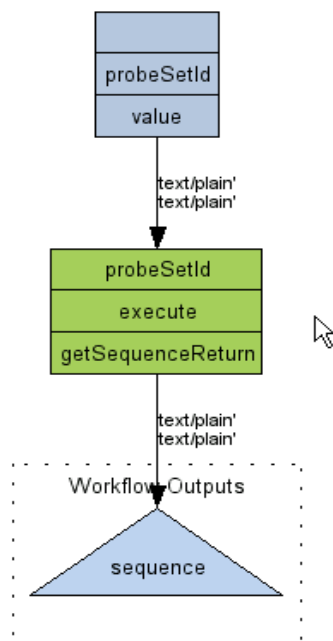 probeSetId
value
text/plain'
text/plain'
probeSetId
execute
getSequenceReturn
text/plain'
text/plain'
Workflow Outputs
sequence